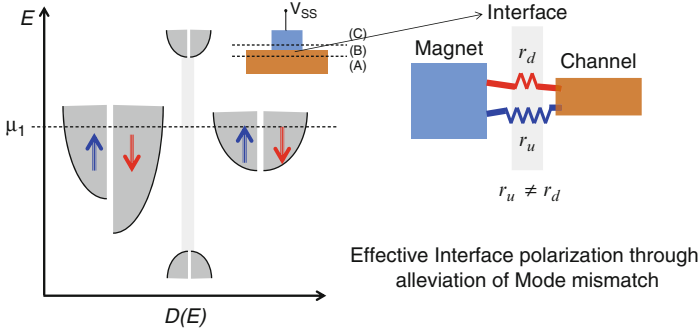 E
V_SS
(C)
(B)
(A)
μ_1
D(E)
Interface
Magnet
Channel
r_d
r_u
r_u ≠ r_d
Effective Interface polarization through
alleviation of Mode mismatch